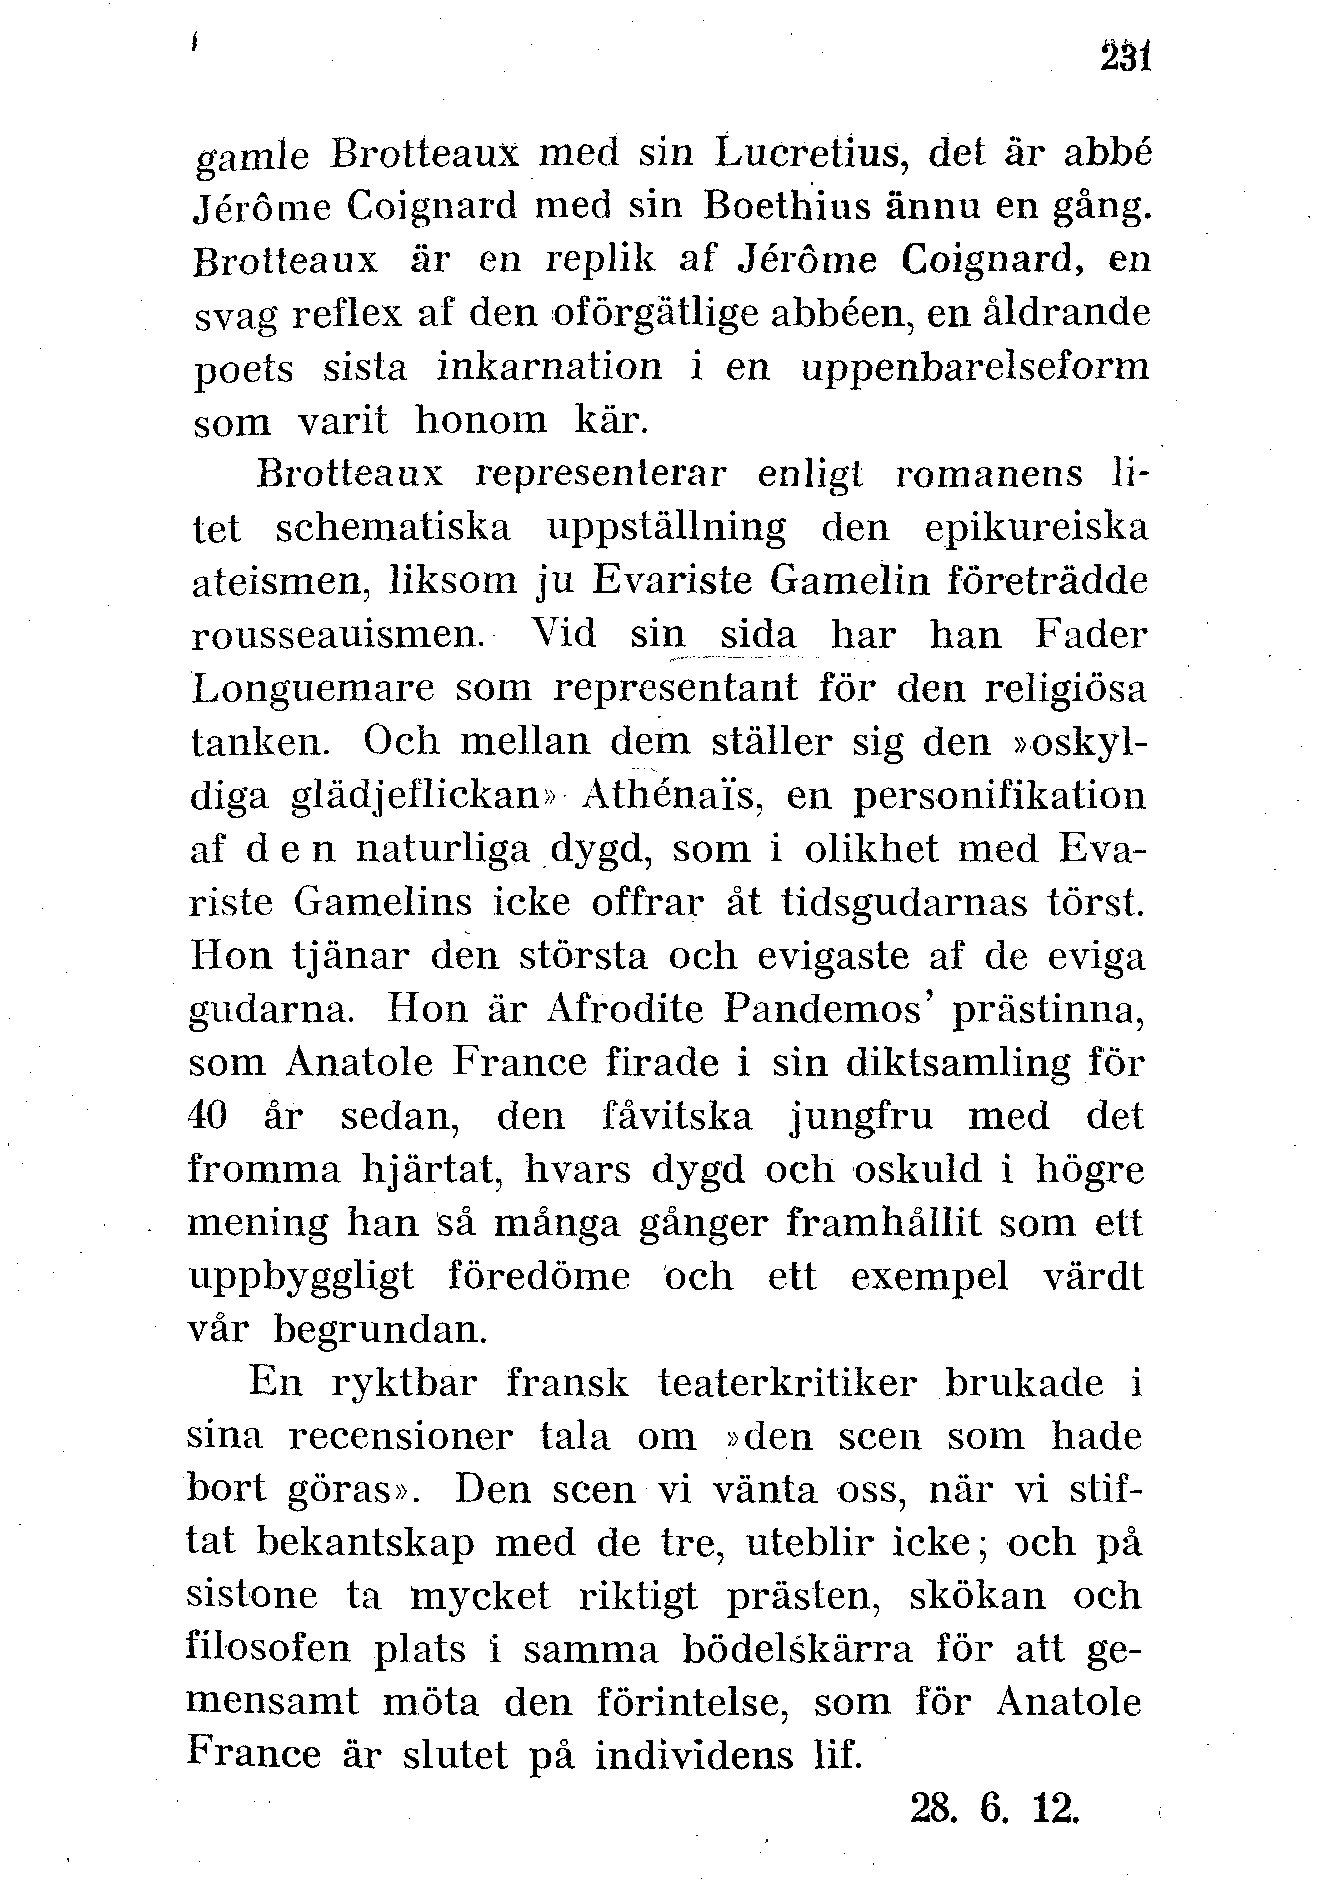 231
gamle Brotteaux med sin Lucretius, det är abbé
Jérôme Coignard med sin Boethius ännu en gång.
Brotteaux är en replik af Jérôme Coignard, en
svag reflex af den oförgätlige abbéen, en åldrande
poets sista inkarnation i en uppenbarelseform
som varit honom kär.
Brotteaux representerar enligt romanens li-
tet schematiska uppställning den epikureiska
ateismen, liksom ju Evariste Gamelin företrädde
rousseauismen. Vid sin sida har han Fader
Longuemare som representant för den religiösa
tanken. Och mellan dem ställer sig den »oskyl-
diga glädjeflickan» Athénaïs, en personifikation
af d e n naturliga dygd, som i olikhet med Eva-
riste Gamelins icke offrar åt tidsgudarnas törst.
Hon tjänar den största och evigaste af de eviga
gudarna. Hon är Afrodite Pandemos’ prästinna,
som Anatole France firade i sin diktsamling för
40 år sedan, den fåvitska jungfru med det
fromma hjärtat, hvars dygd och oskuld i högre
mening han så många gånger framhållit som ett
uppbyggligt föredöme och ett exempel värdt
vår begrundan.
En ryktbar fransk teaterkritiker brukade i
sina recensioner tala om »den scen som hade
bort göras». Den scen vi vänta oss, när vi stif-
tat bekantskap med de tre, uteblir icke; och på
sistone ta mycket riktigt prästen, skökan och
filosofen plats i samma bödelskärra för att ge-
mensamt möta den förintelse, som för Anatole
France är slutet på individens lif.
28. 6. 12.